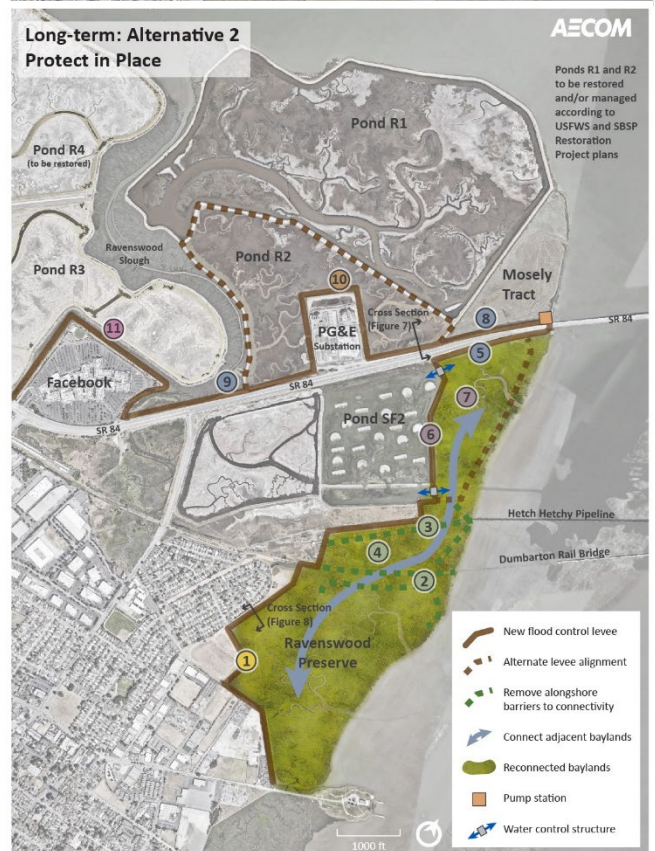 Long-term: Alternative 2
Protect in Place
AECOM
Ponds R1 and R2
to be restored
and/or managed
according to
USFWS and SBSP
Restoration
Project plans
Pond R1
Pond R4
(to be restored)
Ravenswood
Slough
Pond R2
Pond R3
Mosely
Tract
10
Cross Section
(Figure 7)
PG&E
Substation
8
SR 84
11
5
Facebook
9
SR 84
7
Pond SF2
SR 84
6
3
Hetch Hetchy Pipeline
4
Dumbarton Rail Bridge
2
Cross Section
(Figure 8)
Ravenswood
Preserve
1
New flood control levee
Alternate levee alignment
Remove alongshore
barriers to connectivity
Connect adjacent baylands
Reconnected baylands
Pump station
Water control structure
1000 ft